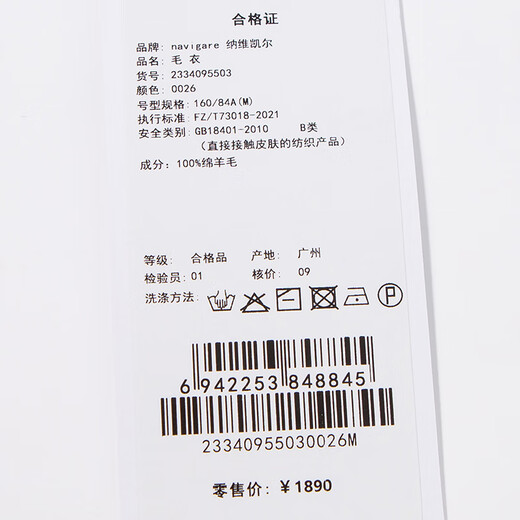 合格证
品牌: navigare 纳维凯尔
品名: 毛 衣
货号: 2334095503
颜色: 0026
号型规格: 160/84A(M)
执行标准: FZ/T73018-2021
安全类别: GB18401-2010 B类
(直接接触皮肤的纺织产品)
成分: 100%绵羊毛
等级: 合格品 产地: 广州
检验员: 01 核价: 09
洗涤方法:
P
6 942253 848845
23340955030026M
零售价: ¥1890